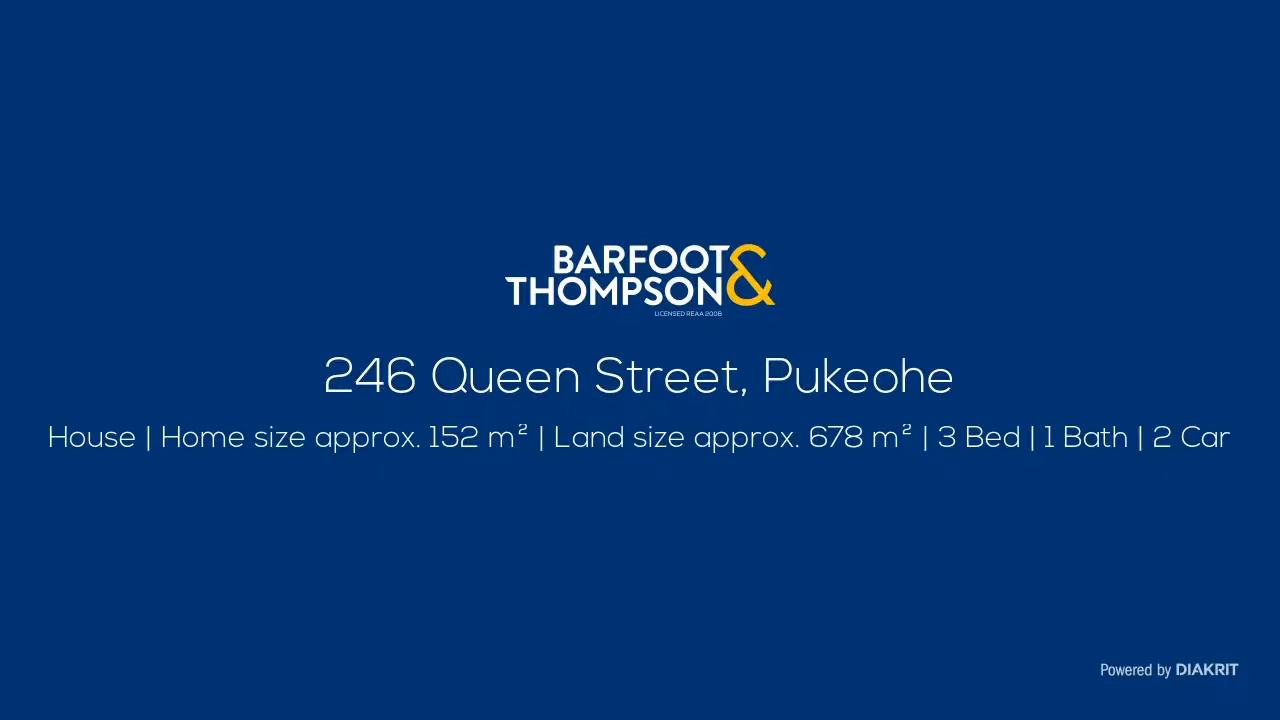 BARFOOT &
THOMPSON
LICENSED REAA 2008
246 Queen Street, Pukeohe
House | Home size approx. 152 m² | Land size approx. 678 m² | 3 Bed | 1 Bath | 2 Car
Powered by DIAKRIT